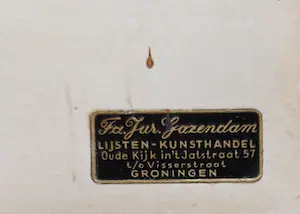 Fa. Jur. Gazendam
LIJSTEN-KUNSTHANDEL
Oude Kijk in't Jatstraat 57
t/o Visserstraat
GRONINGEN